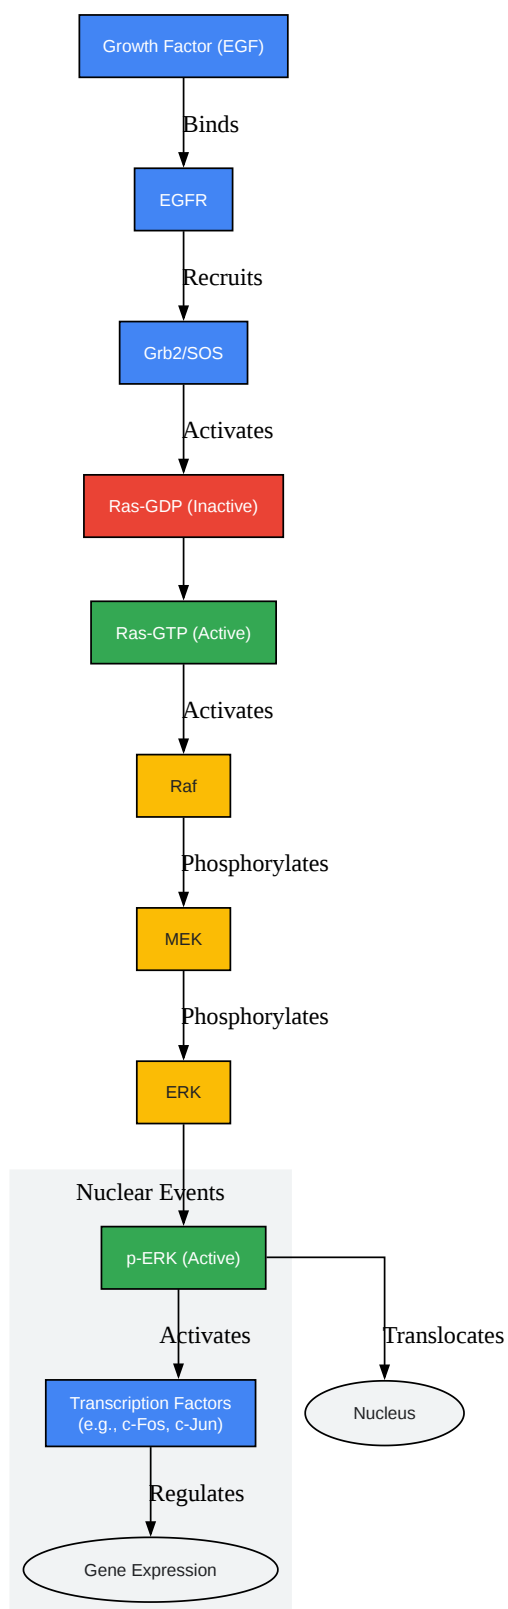 Growth Factor (EGF)
Binds
EGFR
Recruits
Grb2/SOS
Activates
Ras-GDP (Inactive)
Ras-GTP (Active)
Activates
Raf
Phosphorylates
MEK
Phosphorylates
ERK
Nuclear Events
p-ERK (Active)
Activates
Translocates
Transcription Factors
(e.g., c-Fos, c-Jun)
Nucleus
Regulates
Gene Expression